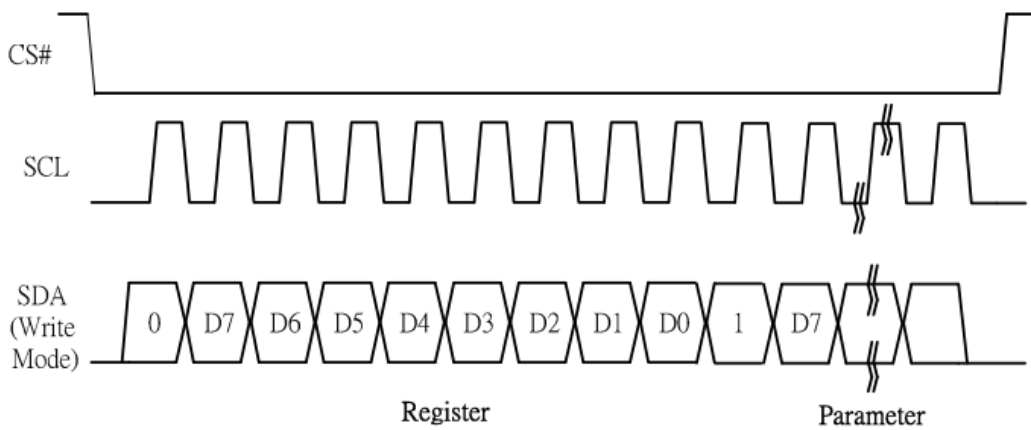 CS#
SCL
SDA
(Write
Mode)
0 D7 D6 D5 D4 D3 D2 D1 D0 1 D7
Register Parameter